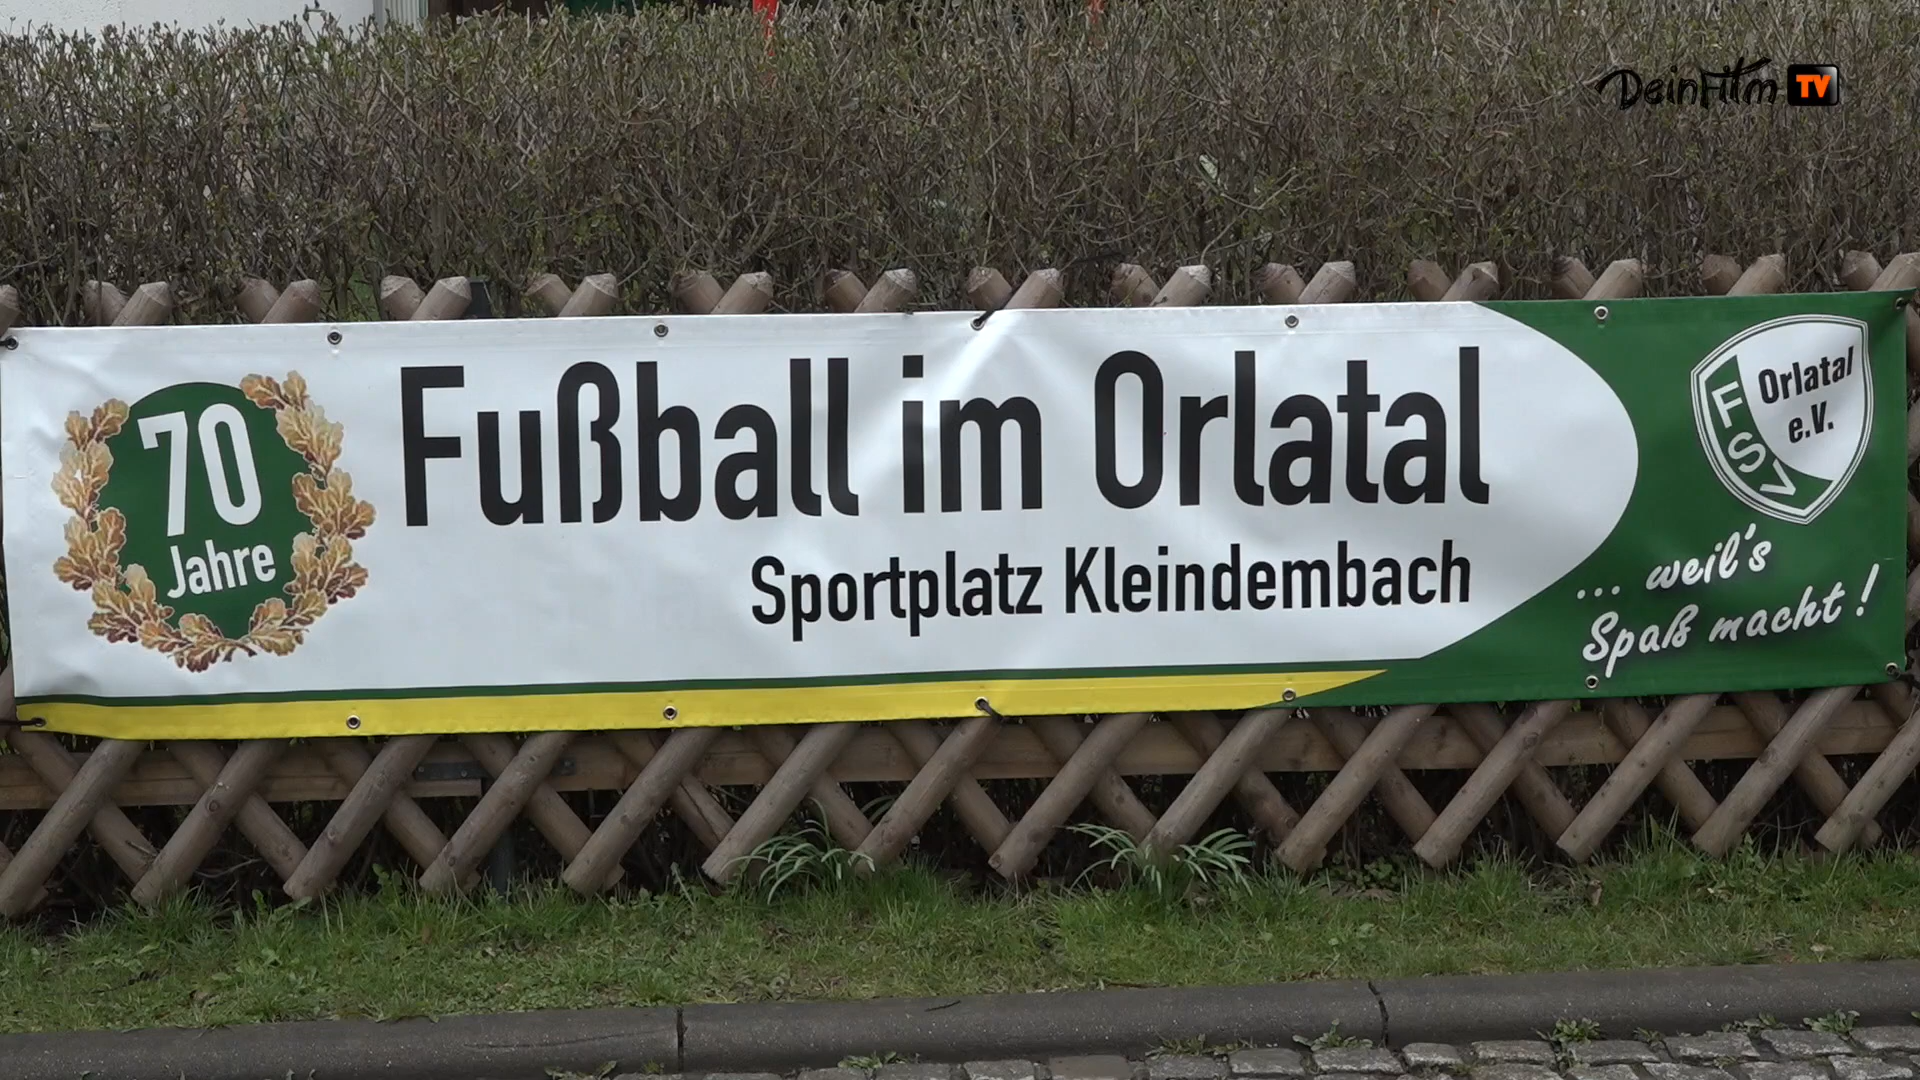 DeinFilm TV
70
Jahre
Fußball im Orlatal
Sportplatz Kleindembach
FSV
Orlatal
e.V.
... weil's
Spaß macht!